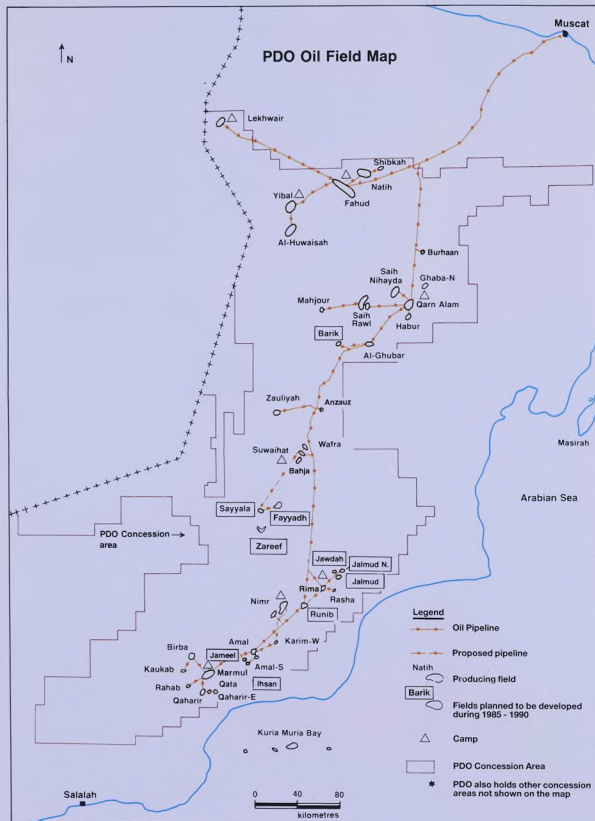 Muscat
N
PDO Oil Field Map
Lekhwair
Shibkah
Natih
Yibal
Fahud
Al-Huwaisah
Burhaan
Saih
Nihayda
Ghaba-N
Mahjour
Qarn Alam
Saih
Rawl
Habur
Barik
Al-Ghubar
Zauliyah
Anzauz
Masirah
Wafra
Suwaihat
Bahja
Arabian Sea
Sayyala
Fayyadh
PDO Concession
area
Zareef
Jawdah
Jalmud N.
Jalmud
Rima
Rasha
Nimr
Runib
Legend
Oil Pipeline
Karim-W
Amal
Birba
Jameel
Proposed pipeline
Amal-S
Kaukab
Marmul
Natih
Producing field
Rahab
Qata
Ihsan
Qaharir
Qaharir-E
Barik
Fields planned to be developed
during 1985 - 1990
Kuria Muria Bay
Camp
PDO Concession Area
Salalah
PDO also holds other concession
areas not shown on the map
0 40 80
kilometres